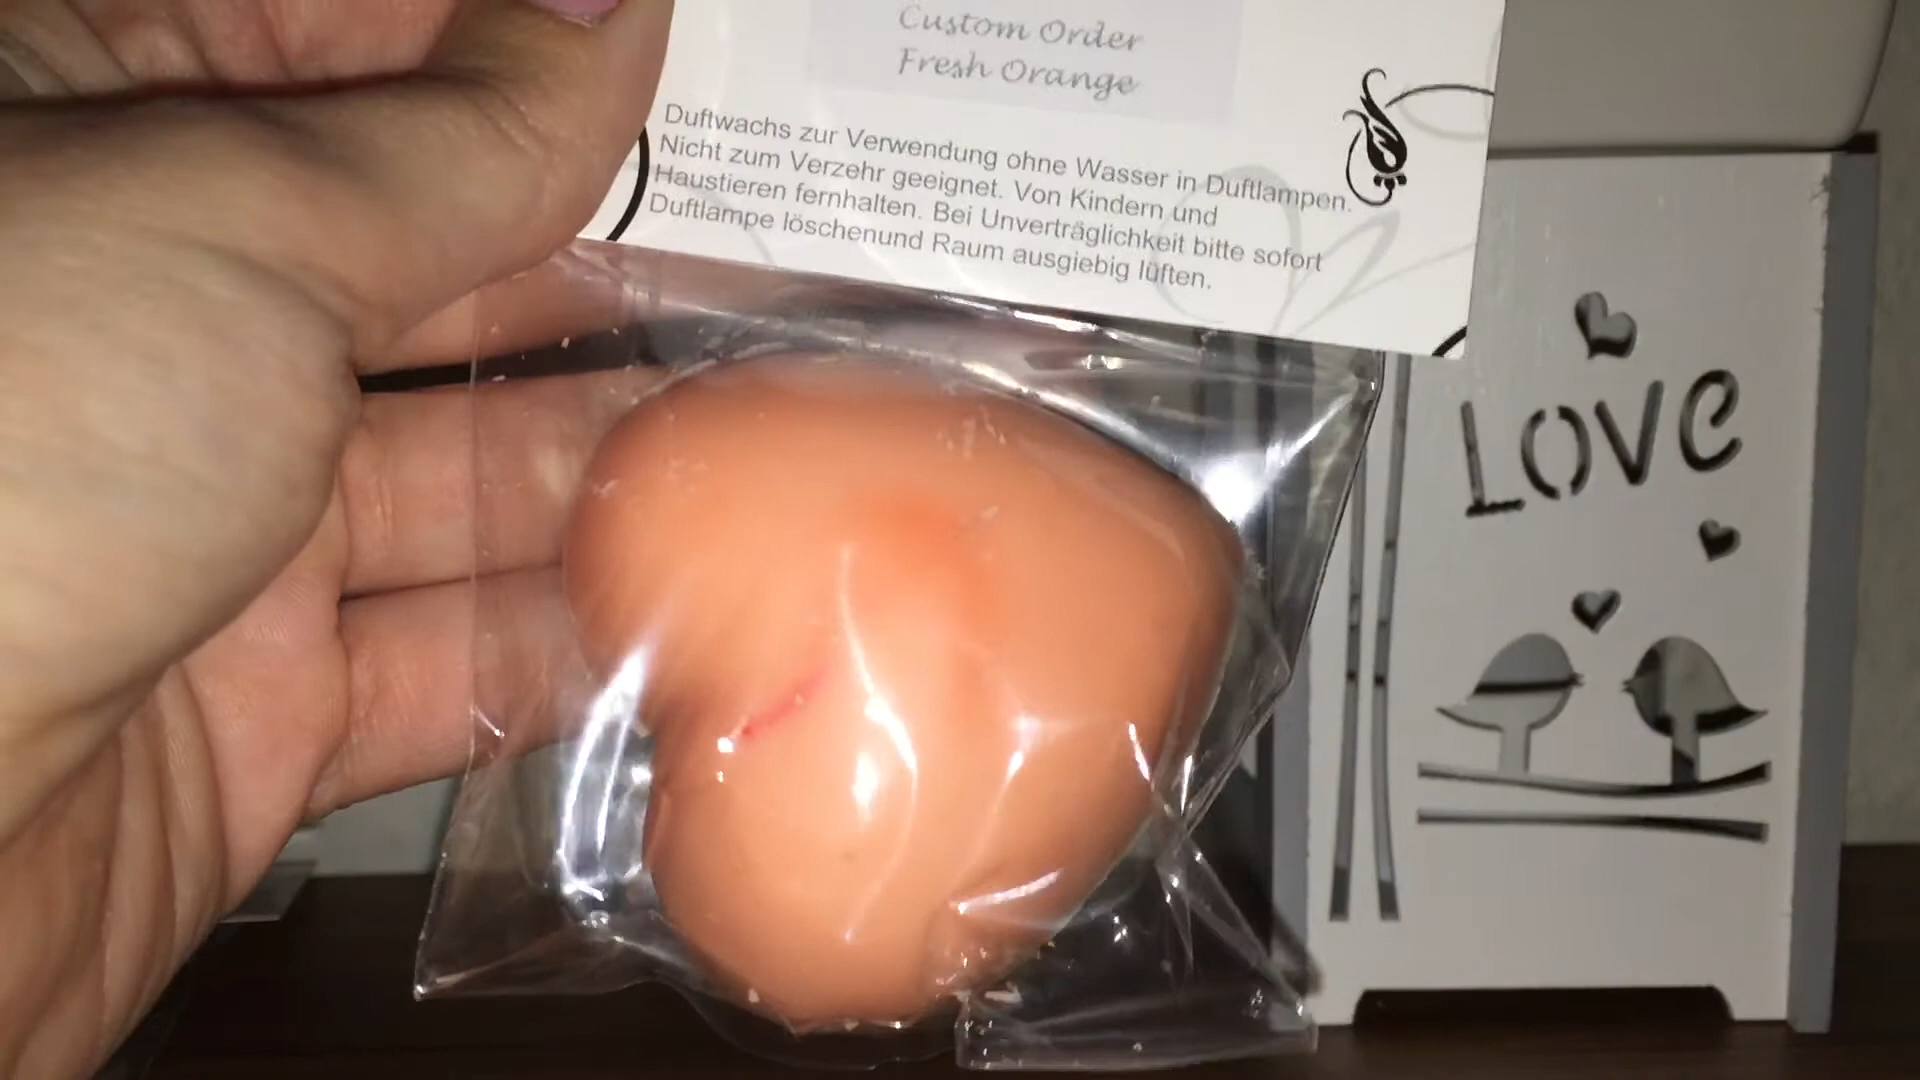 Custom Order
Fresh Orange
Duftwachs zur Verwendung ohne Wasser in Duftlampen.
Nicht zum Verzehr geeignet. Von Kindern und
Haustieren fernhalten. Bei Unverträglichkeit bitte sofort
Duftlampe löschenund Raum ausgiebig lüften.
LOVe